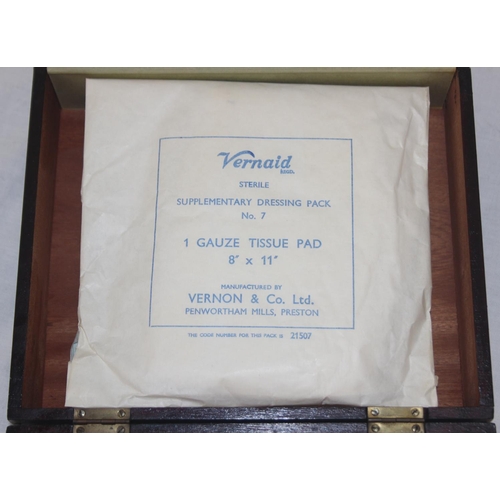 Vernaid
BRAND.
STERILE
SUPPLEMENTARY DRESSING PACK
No. 7
1 GAUZE TISSUE PAD
8" x 11"
MANUFACTURED BY
VERNON & Co. Ltd.
PENWORTHAM MILLS, PRESTON
THE CODE NUMBER FOR THIS PACK IS 21507